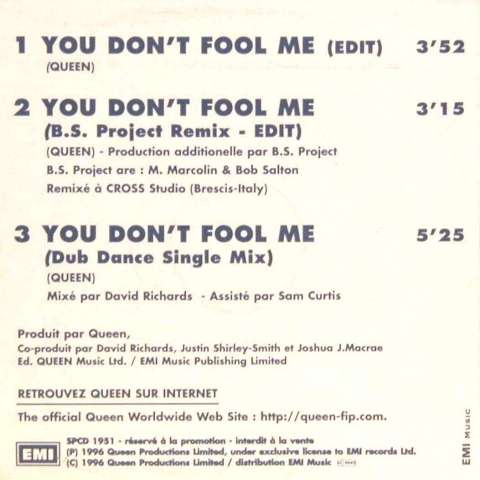 1 YOU DON'T FOOL ME (EDIT) 3'52
(QUEEN)
2 YOU DON'T FOOL ME 3'15
(B.S. Project Remix - EDIT)
(QUEEN) - Production additionelle par B.S. Project
B.S. Project are : M. Marcolin & Bob Salton
Remixé à CROSS Studio (Brescis-Italy)
3 YOU DON'T FOOL ME 5'25
(Dub Dance Single Mix)
(QUEEN)
Mixé par David Richards - Assisté par Sam Curtis
Produit par Queen,
Co-produit par David Richards, Justin Shirley-Smith et Joshua J.Macrae
Ed. QUEEN Music Ltd. / EMI Music Publishing Limited
RETROUVEZ QUEEN SUR INTERNET
The official Queen Worldwide Web Site : http://queen-fip.com.
EMI
SPCD 1951 - réservé à la promotion - interdit à la vente
(P) 1996 Queen Productions Limited, under exclusive license to EMI records Ltd.
(C) 1996 Queen Productions Limited / distribution EMI Music
EMI MUSIC